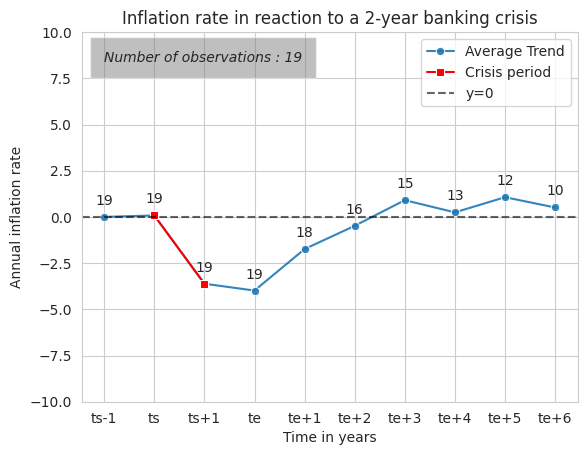 Inflation rate in reaction to a 2-year banking crisis
Number of observations : 19
Average Trend
Crisis period
y=0
Annual inflation rate
10.0
7.5
5.0
2.5
0.0
−2.5
−5.0
−7.5
−10.0
19 19 19 19 18 16 15 13 12 10
ts-1 ts ts+1 te te+1 te+2 te+3 te+4 te+5 te+6
Time in years